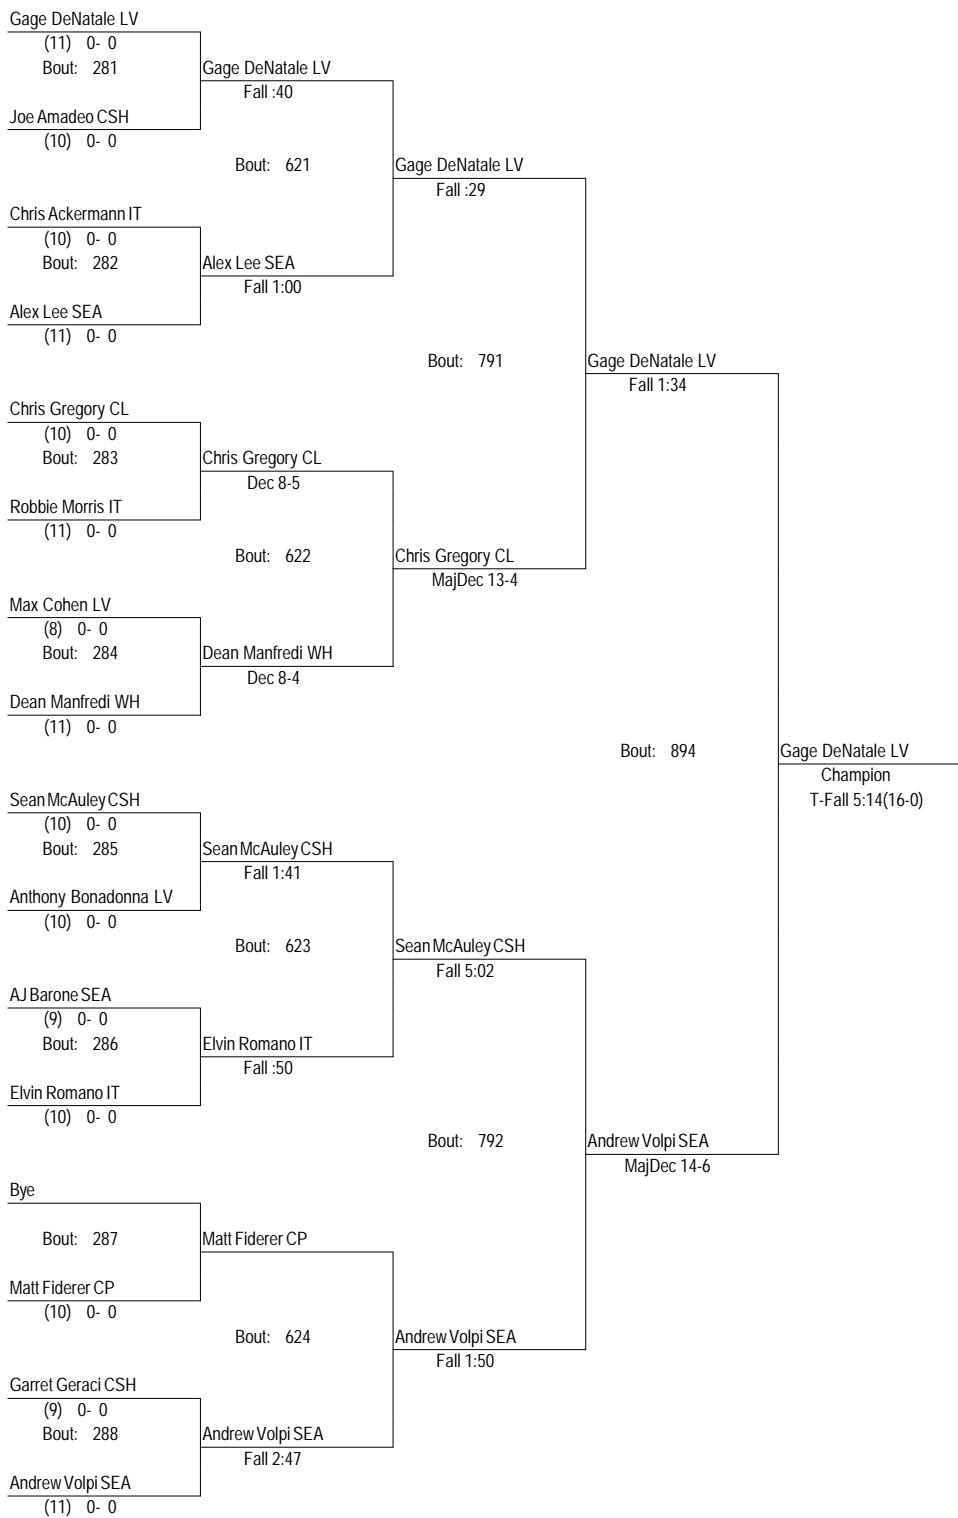 Gage DeNatale LV
(11) 0- 0
Bout: 281
Gage DeNatale LV
Fall :40
Joe Amadeo CSH
(10) 0- 0
Bout: 621
Gage DeNatale LV
Fall :29
Chris Ackermann IT
(10) 0- 0
Bout: 282
Alex Lee SEA
Fall 1:00
Alex Lee SEA
(11) 0- 0
Bout: 791
Gage DeNatale LV
Fall 1:34
Chris Gregory CL
(10) 0- 0
Bout: 283
Chris Gregory CL
Dec 8-5
Robbie Morris IT
(11) 0- 0
Bout: 622
Chris Gregory CL
MajDec 13-4
Max Cohen LV
(8) 0- 0
Bout: 284
Dean Manfredi WH
Dec 8-4
Dean Manfredi WH
(11) 0- 0
Bout: 894
Gage DeNatale LV
Champion
T-Fall 5:14(16-0)
Sean McAuley CSH
(10) 0- 0
Bout: 285
Sean McAuley CSH
Fall 1:41
Anthony Bonadonna LV
(10) 0- 0
Bout: 623
Sean McAuley CSH
Fall 5:02
AJ Barone SEA
(9) 0- 0
Bout: 286
Elvin Romano IT
Fall :50
Elvin Romano IT
(10) 0- 0
Bout: 792
Andrew Volpi SEA
MajDec 14-6
Bye
Bout: 287
Matt Fiderer CP
Matt Fiderer CP
(10) 0- 0
Bout: 624
Andrew Volpi SEA
Fall 1:50
Garret Geraci CSH
(9) 0- 0
Bout: 288
Andrew Volpi SEA
Fall 2:47
Andrew Volpi SEA
(11) 0- 0